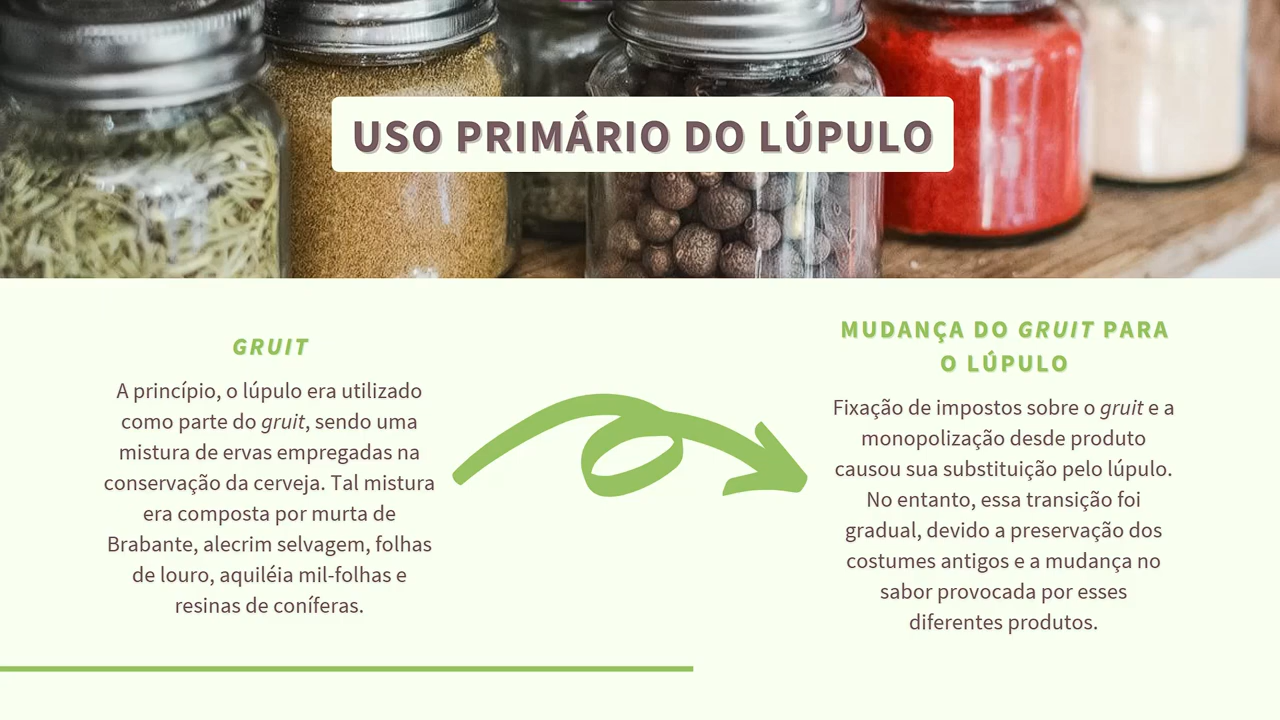 USO PRIMÁRIO DO LÚPULO
GRUIT
A princípio, o lúpulo era utilizado
como parte do gruit, sendo uma
mistura de ervas empregadas na
conservação da cerveja. Tal mistura
era composta por murta de
Brabante, alecrim selvagem, folhas
de louro, aquiléia mil-folhas e
resinas de coníferas.
MUDANÇA DO GRUIT PARA
O LÚPULO
Fixação de impostos sobre o gruit e a
monopolização desde produto
causou sua substituição pelo lúpulo.
No entanto, essa transição foi
gradual, devido a preservação dos
costumes antigos e a mudança no
sabor provocada por esses
diferentes produtos.